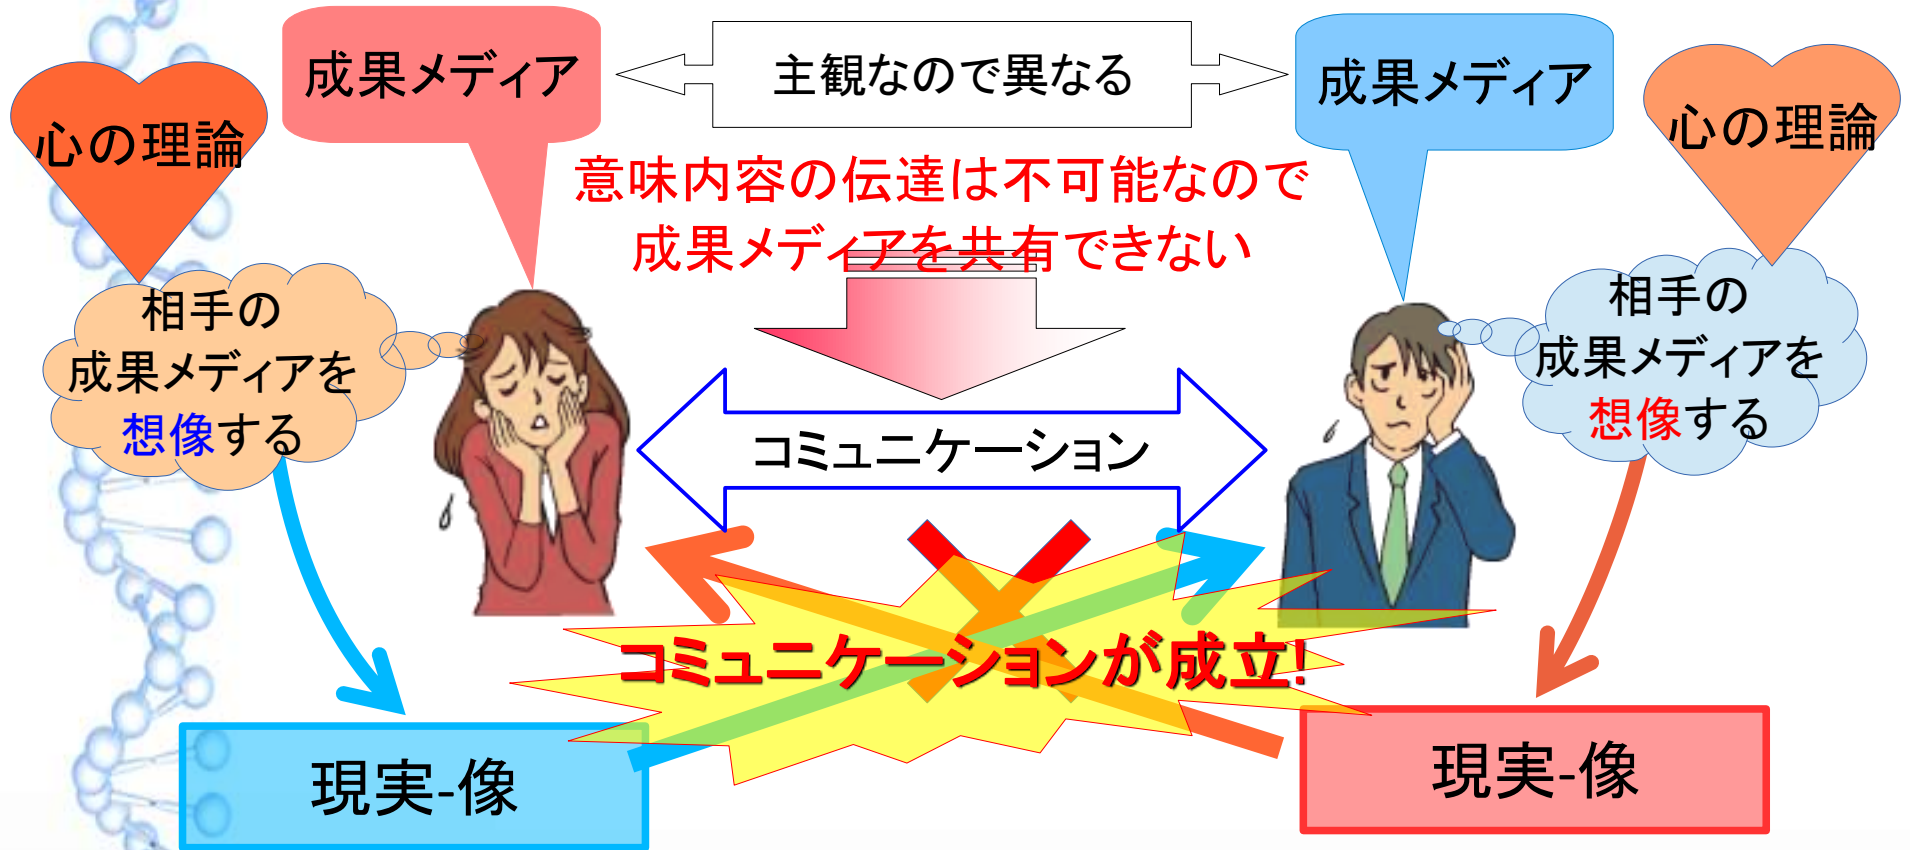 成果メディア
主観なので異なる
成果メディア
心の理論
心の理論
意味内容の伝達は不可能なので
成果メディアを共有できない
相手の
成果メディアを
想像する
相手の
成果メディアを
想像する
コミュニケーション
コミュニケーションが成立!
現実-像
現実-像